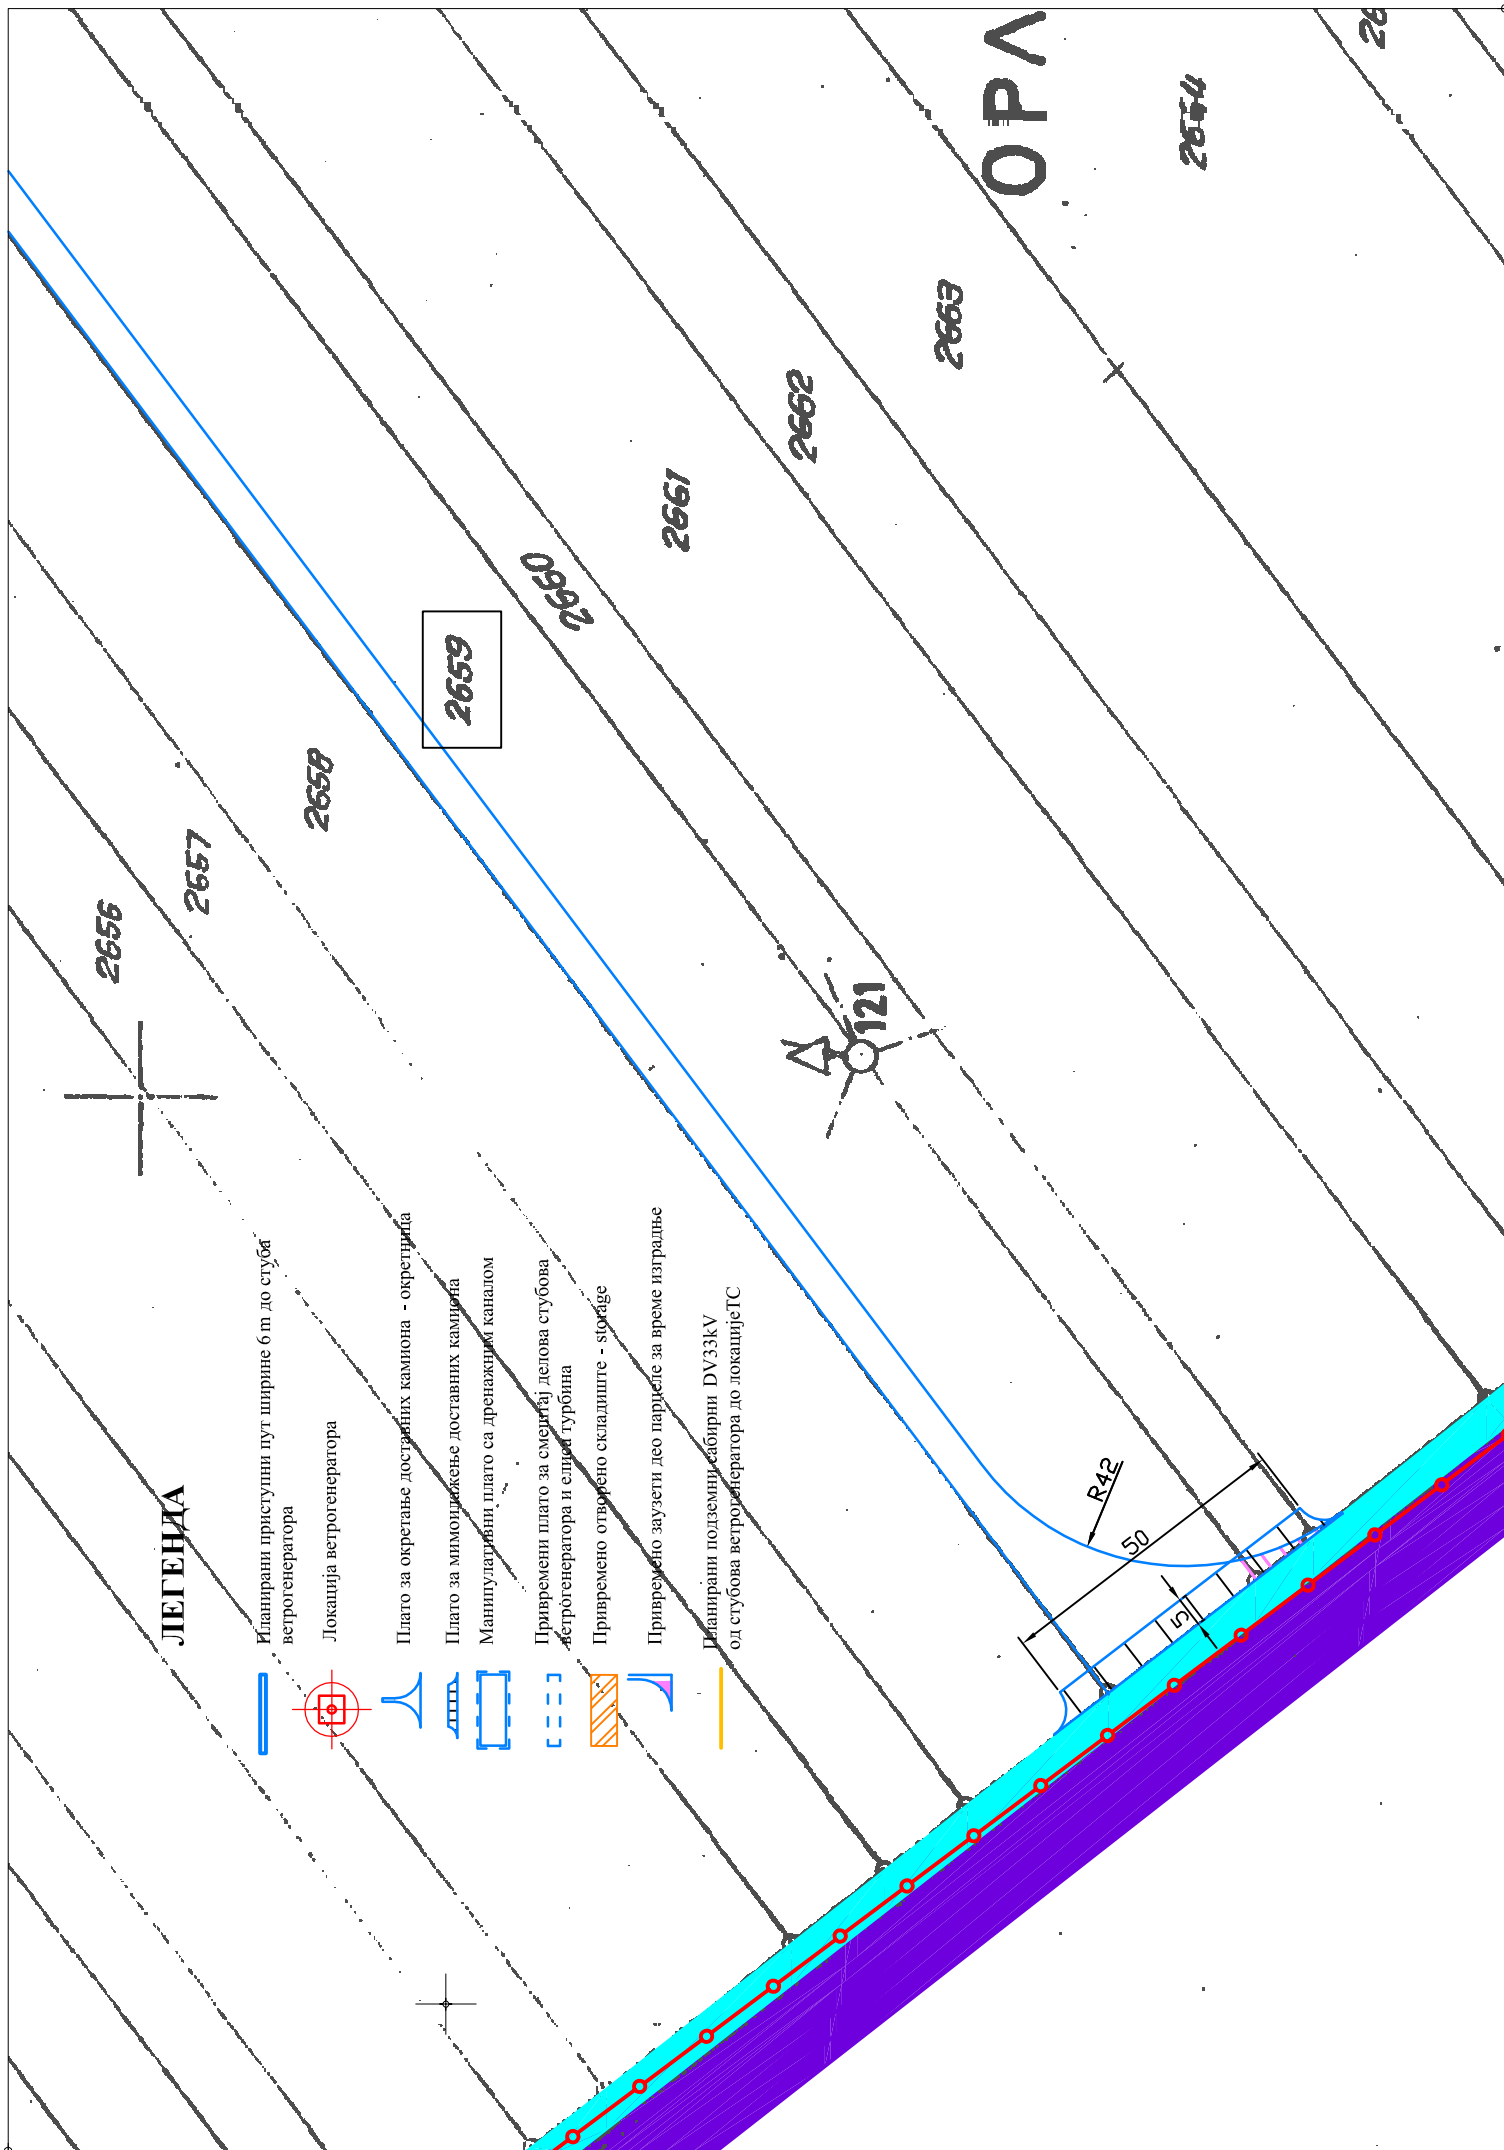 ЛЕГЕНДА
Планирани приступни пут ширине 6 m до стуба
ветрогенератора
Локација ветрогенератора
Плато за окретање доставних камиона - окретница
Плато за мимоилажење доставних камиона
Манипулативни плато са дренажним каналом
Привремени плато за смештај делова стубова
ветрогенератора и елиса турбина
Привремено отворено складиште - storage
Привремено заузети део парцеле за време изградње
Планирани подземни сабирни DV33kV
од стубова ветрогенератора до локацијеТС
2656
2657
2658
2659
2660
2661
2662
2663
2664
26
ОРЛ
121
R42
50
5